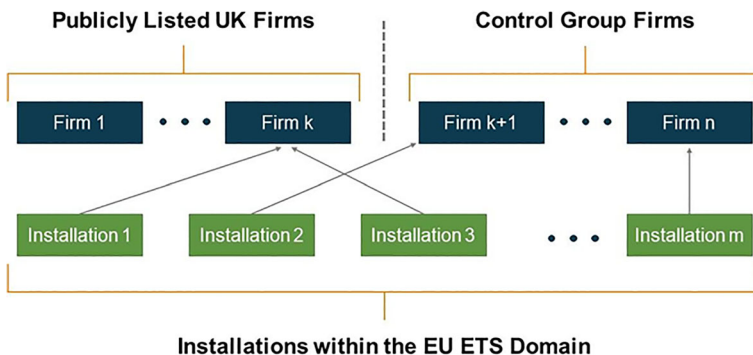 Publicly Listed UK Firms
Control Group Firms
Firm 1
Firm k
Firm k+1
Firm n
Installation 1
Installation 2
Installation 3
Installation m
Installations within the EU ETS Domain